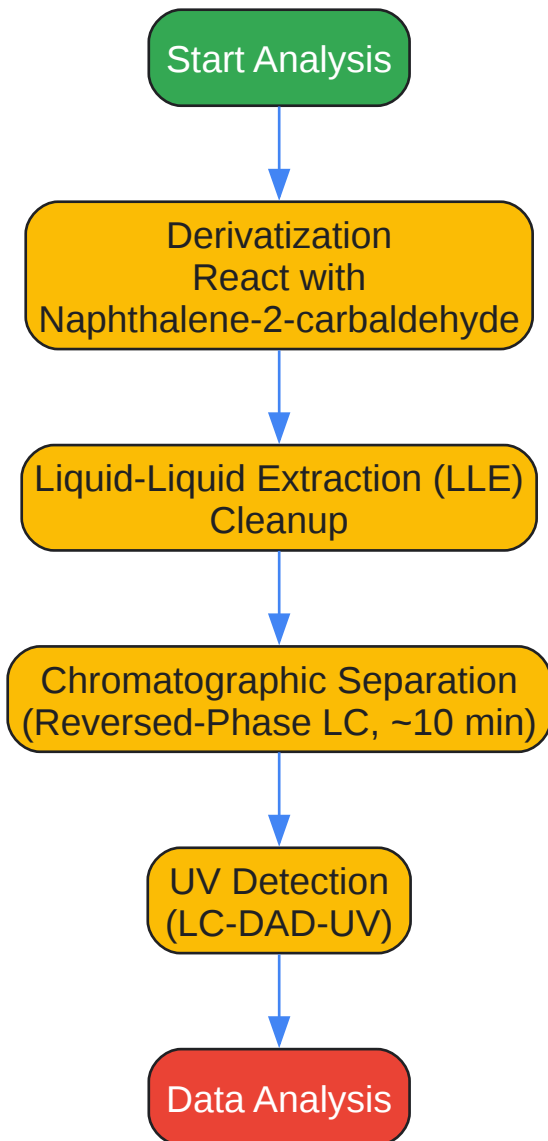 Start Analysis
Derivatization
React with
Naphthalene-2-carbaldehyde
Liquid-Liquid Extraction (LLE)
Cleanup
Chromatographic Separation
(Reversed-Phase LC, ~10 min)
UV Detection
(LC-DAD-UV)
Data Analysis